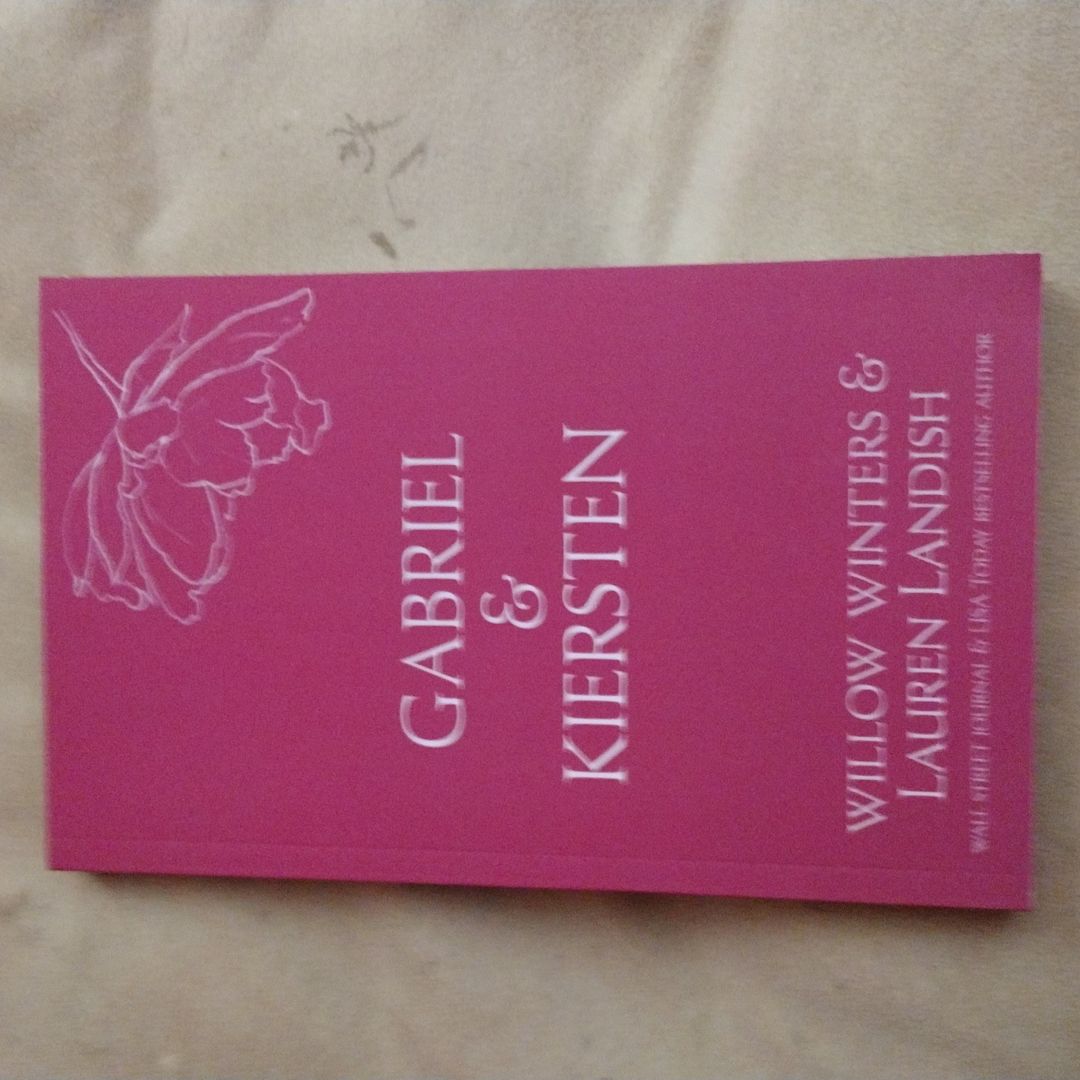 GABRIEL
&
KIERSTEN
WILLOW WINTERS &
LAUREN LANDISH
WALL STREET JOURNAL & USA TODAY BESTSELLING AUTHOR